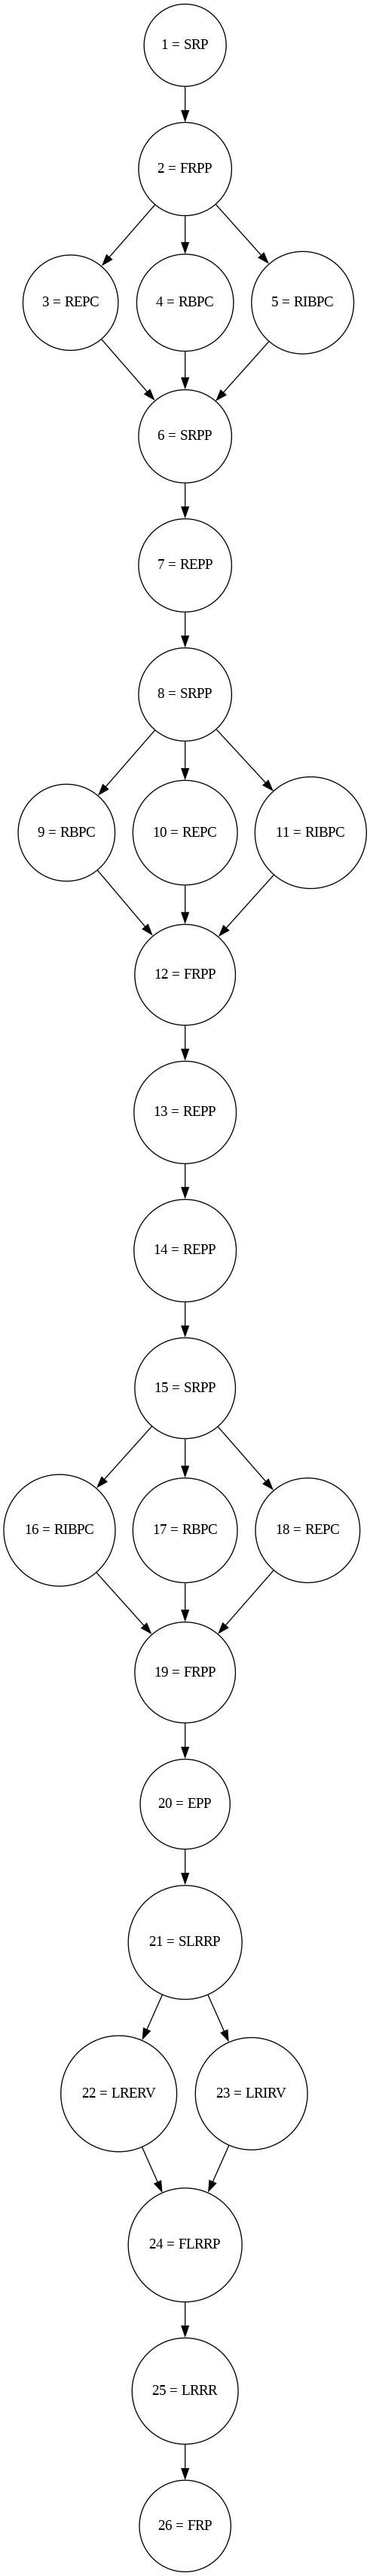 1 = SRP
2 = FRPP
3 = REPC
4 = RBPC
5 = RIBPC
6 = SRPP
7 = REPP
8 = SRPP
9 = RBPC
10 = REPC
11 = RIBPC
12 = FRPP
13 = REPP
14 = REPP
15 = SRPP
16 = RIBPC
17 = RBPC
18 = REPC
19 = FRPP
20 = EPP
21 = SLRRP
22 = LRERV
23 = LRIRV
24 = FLRRP
25 = LRRR
26 = FRP